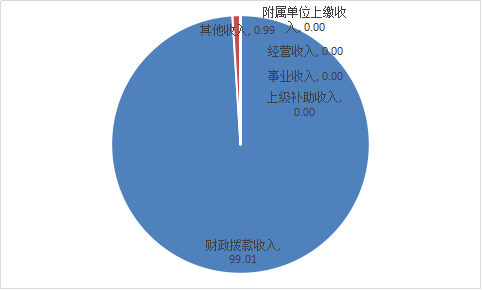 附属单位上缴收
入, 0.00
其他收入, 0.99
经营收入, 0.00
事业收入, 0.00
上级补助收入,
0.00
财政拨款收入,
99.01